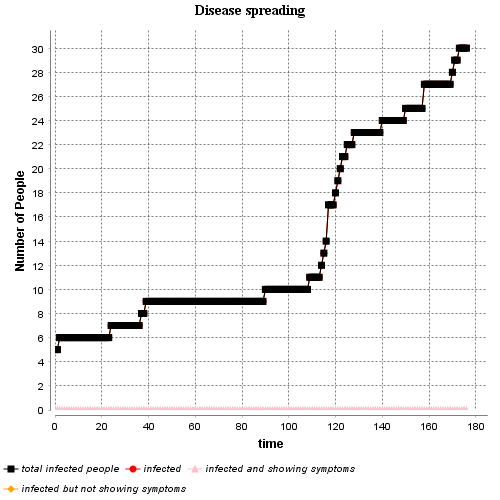 Disease spreading
Number of People
30
28
26
24
22
20
18
16
14
12
10
8
6
4
2
0
0 20 40 60 80 100 120 140 160 180
time
total infected people infected infected and showing symptoms
infected but not showing symptoms